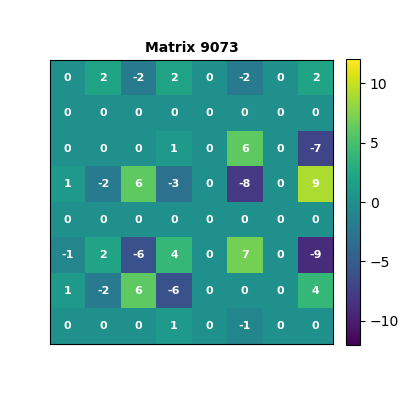 Matrix 9073
0 2 -2 2 0 -2 0 2
0 0 0 0 0 0 0 0
0 0 0 1 0 6 0 -7
1 -2 6 -3 0 -8 0 9
0 0 0 0 0 0 0 0
-1 2 -6 4 0 7 0 -9
1 -2 6 -6 0 0 0 4
0 0 0 1 0 -1 0 0
10
5
0
−5
−10